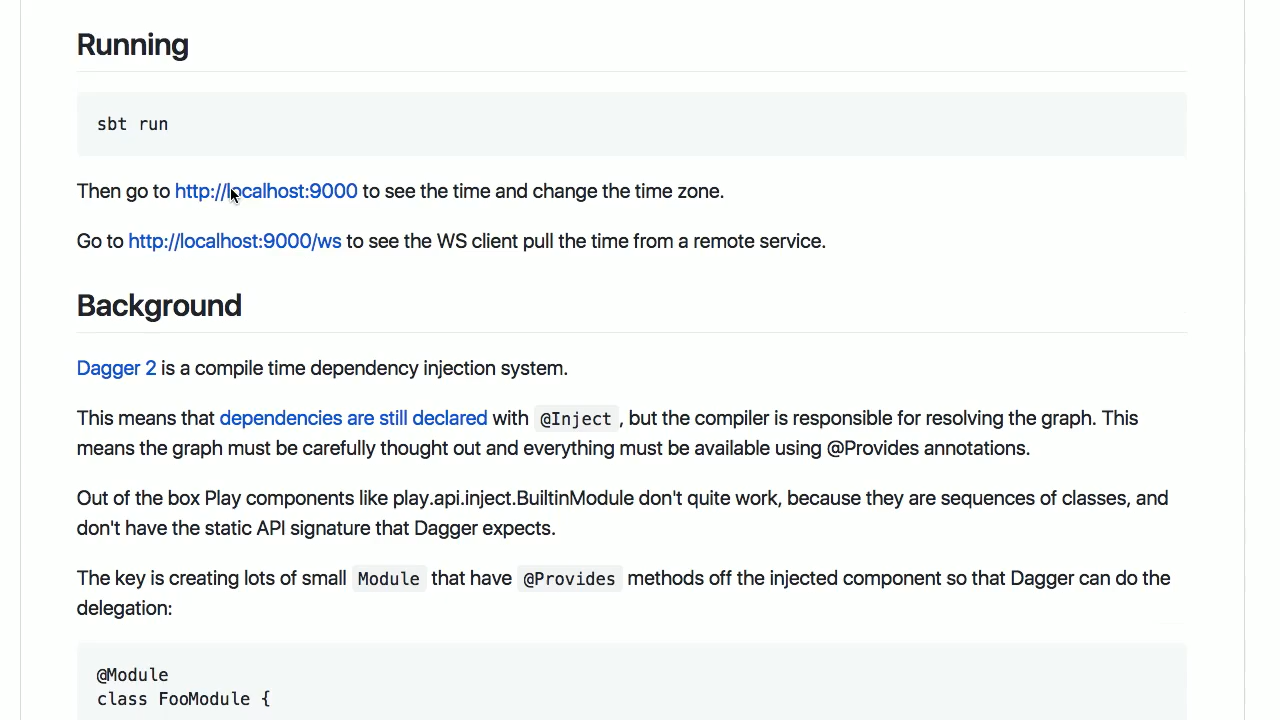 Running
sbt run
Then go to http://localhost:9000 to see the time and change the time zone.
Go to http://localhost:9000/ws to see the WS client pull the time from a remote service.
Background
Dagger 2 is a compile time dependency injection system.
This means that dependencies are still declared with @Inject , but the compiler is responsible for resolving the graph. This
means the graph must be carefully thought out and everything must be available using @Provides annotations.
Out of the box Play components like play.api.inject.BuiltinModule don't quite work, because they are sequences of classes, and
don't have the static API signature that Dagger expects.
The key is creating lots of small Module that have @Provides methods off the injected component so that Dagger can do the
delegation:
@Module
class FooModule {